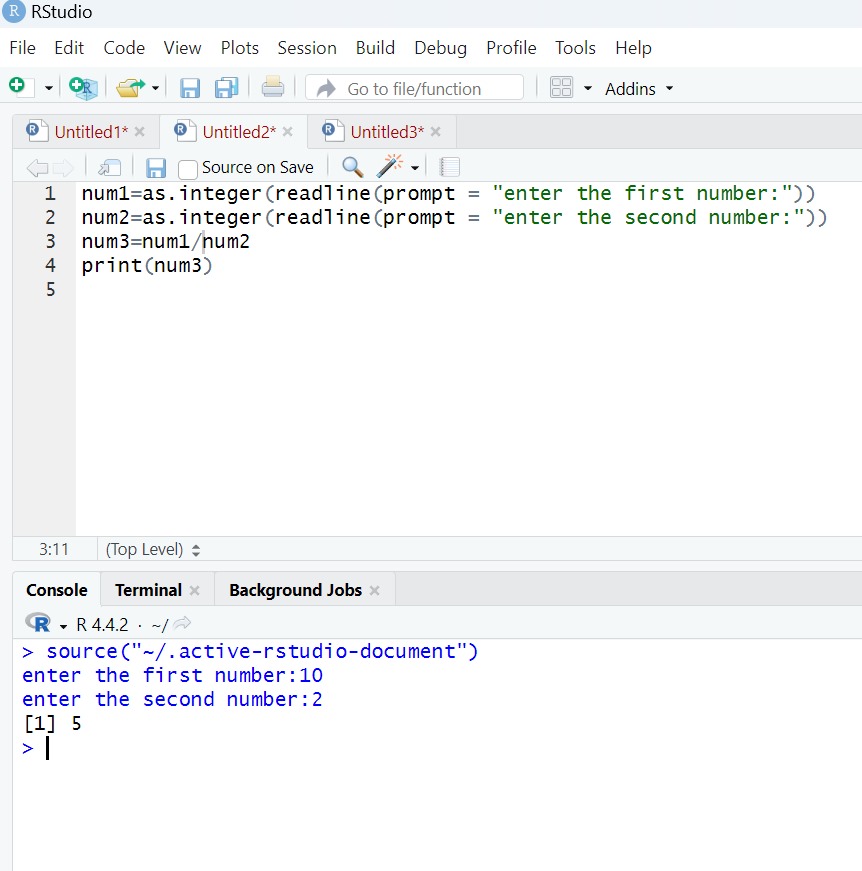 R RStudio
File Edit Code View Plots Session Build Debug Profile Tools Help
R Go to file/function Addins
R Untitled1* × R Untitled2* × R Untitled3* ×
Source on Save
1 num1=as.integer(readline(prompt = "enter the first number:"))
2 num2=as.integer(readline(prompt = "enter the second number:"))
3 num3=num1/num2
4 print(num3)
5
3:11 (Top Level)
Console Terminal × Background Jobs ×
R R 4.4.2 · ~/
> source("~/.active-rstudio-document")
enter the first number:10
enter the second number:2
[1] 5
>